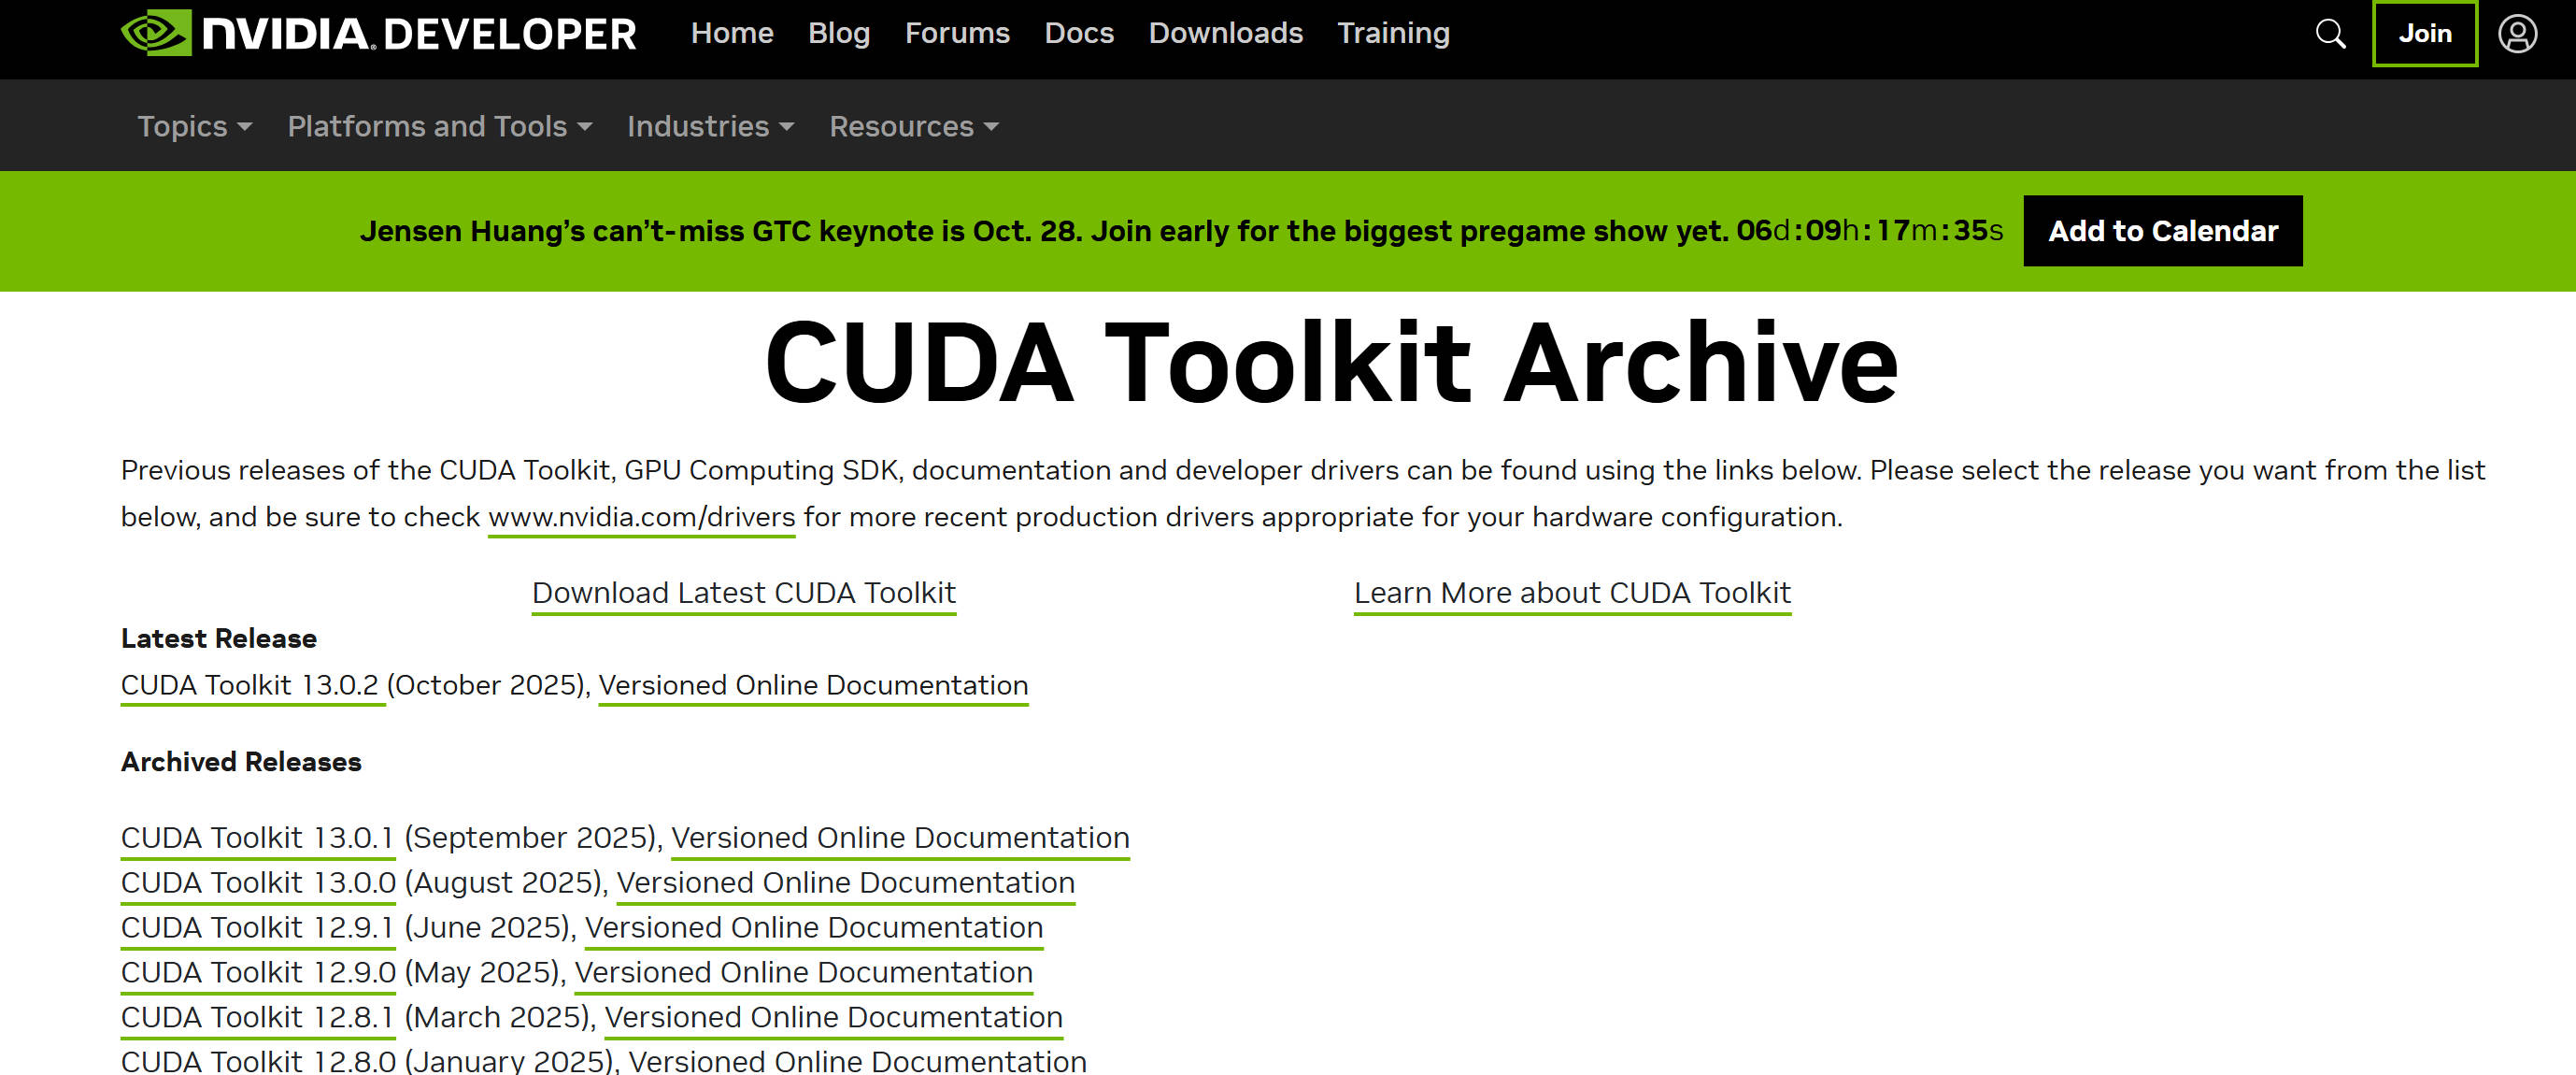 NVIDIA. DEVELOPER Home Blog Forums Docs Downloads Training Join
Topics Platforms and Tools Industries Resources
Jensen Huang’s can’t-miss GTC keynote is Oct. 28. Join early for the biggest pregame show yet. 06d:09h:17m:35s Add to Calendar
CUDA Toolkit Archive
Previous releases of the CUDA Toolkit, GPU Computing SDK, documentation and developer drivers can be found using the links below. Please select the release you want from the list
below, and be sure to check www.nvidia.com/drivers for more recent production drivers appropriate for your hardware configuration.
Download Latest CUDA Toolkit Learn More about CUDA Toolkit
Latest Release
CUDA Toolkit 13.0.2 (October 2025), Versioned Online Documentation
Archived Releases
CUDA Toolkit 13.0.1 (September 2025), Versioned Online Documentation
CUDA Toolkit 13.0.0 (August 2025), Versioned Online Documentation
CUDA Toolkit 12.9.1 (June 2025), Versioned Online Documentation
CUDA Toolkit 12.9.0 (May 2025), Versioned Online Documentation
CUDA Toolkit 12.8.1 (March 2025), Versioned Online Documentation
CUDA Toolkit 12.8.0 (January 2025), Versioned Online Documentation